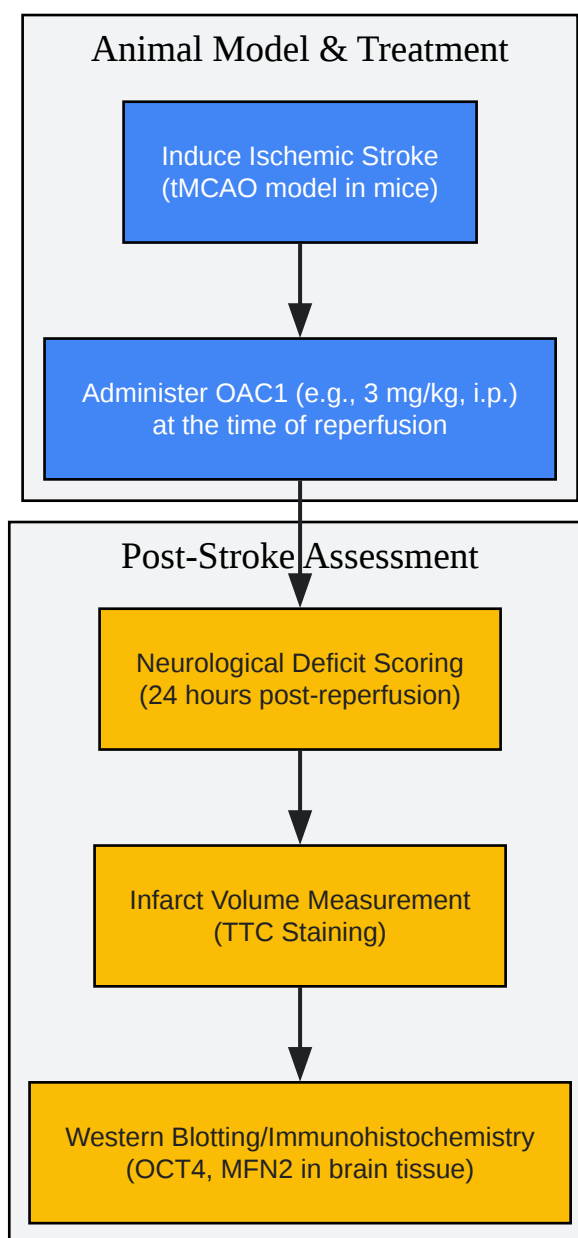 Animal Model & Treatment
Induce Ischemic Stroke
(tMCAO model in mice)
Administer OAC1 (e.g., 3 mg/kg, i.p.)
at the time of reperfusion
Post-Stroke Assessment
Neurological Deficit Scoring
(24 hours post-reperfusion)
Infarct Volume Measurement
(TTC Staining)
Western Blotting/Immunohistochemistry
(OCT4, MFN2 in brain tissue)